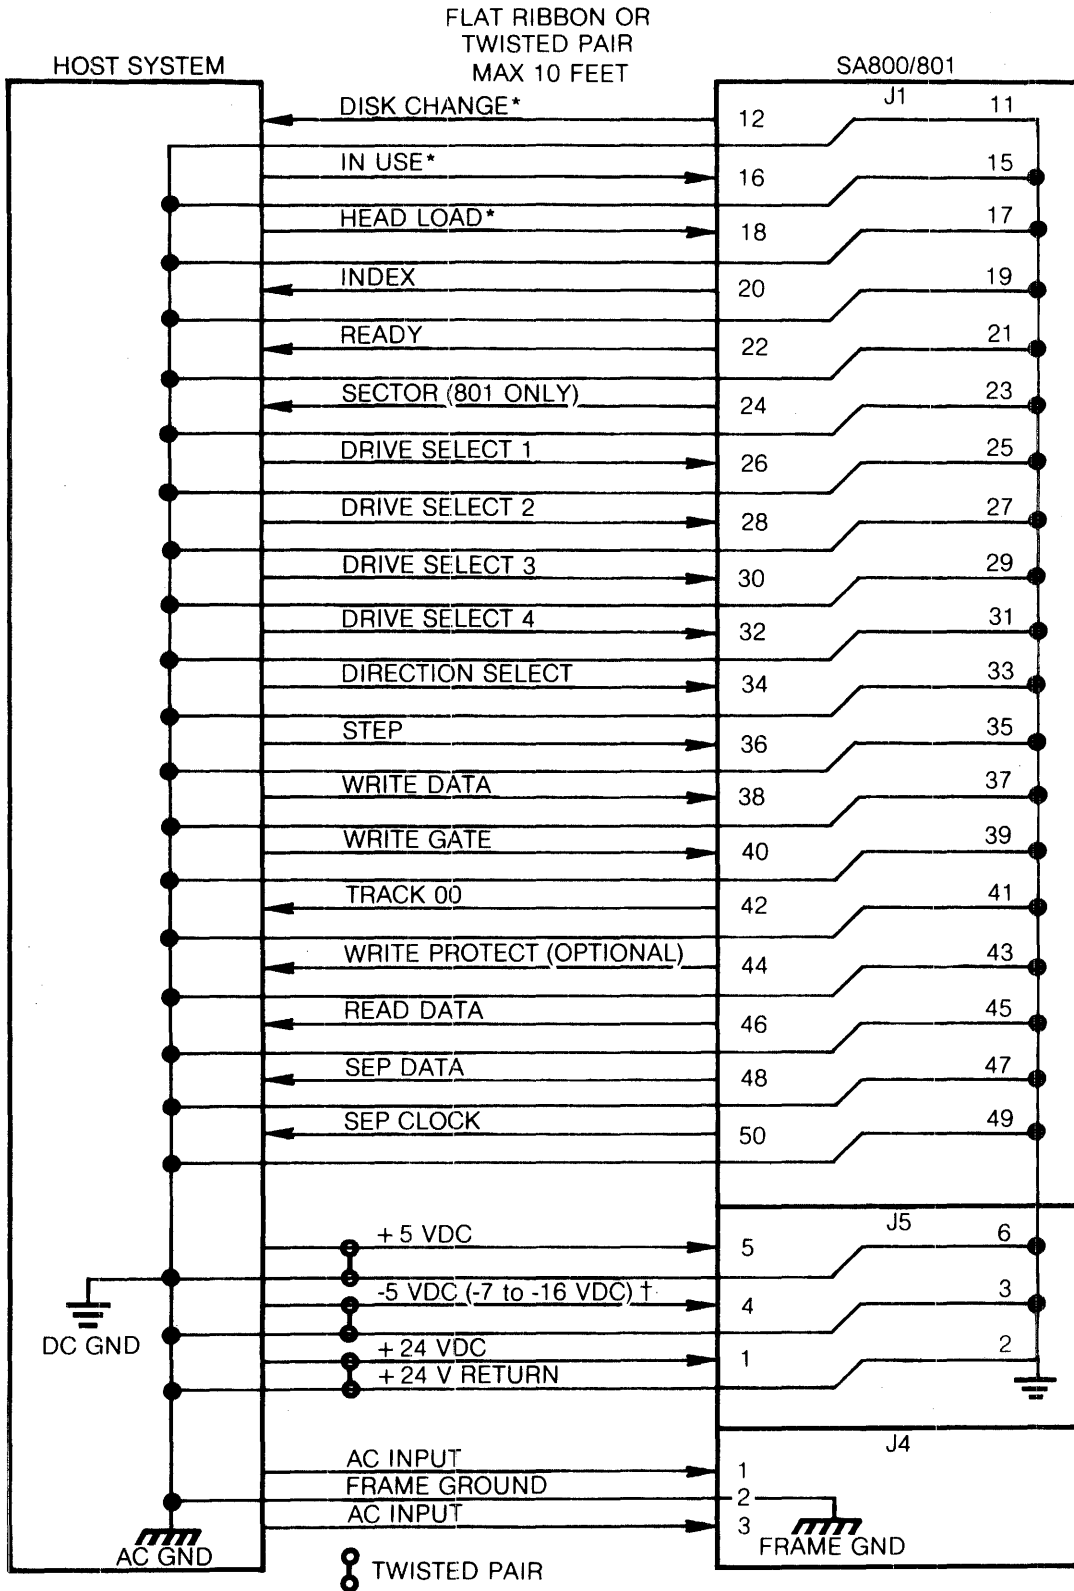 FLAT RIBBON OR
TWISTED PAIR
MAX 10 FEET
HOST SYSTEM
SA800/801
J1
DISK CHANGE*
12
11
IN USE*
16
15
HEAD LOAD*
18
17
INDEX
20
19
READY
22
21
SECTOR (801 ONLY)
24
23
DRIVE SELECT 1
26
25
DRIVE SELECT 2
28
27
DRIVE SELECT 3
30
29
DRIVE SELECT 4
32
31
DIRECTION SELECT
34
33
STEP
36
35
WRITE DATA
38
37
WRITE GATE
40
39
TRACK 00
42
41
WRITE PROTECT (OPTIONAL)
44
43
READ DATA
46
45
SEP DATA
48
47
SEP CLOCK
50
49
J5
+ 5 VDC
5
6
-5 VDC (-7 to -16 VDC) †
4
3
DC GND
+ 24 VDC
1
2
+ 24 V RETURN
J4
AC INPUT
1
FRAME GROUND
2
AC INPUT
3
AC GND
FRAME GND
TWISTED PAIR